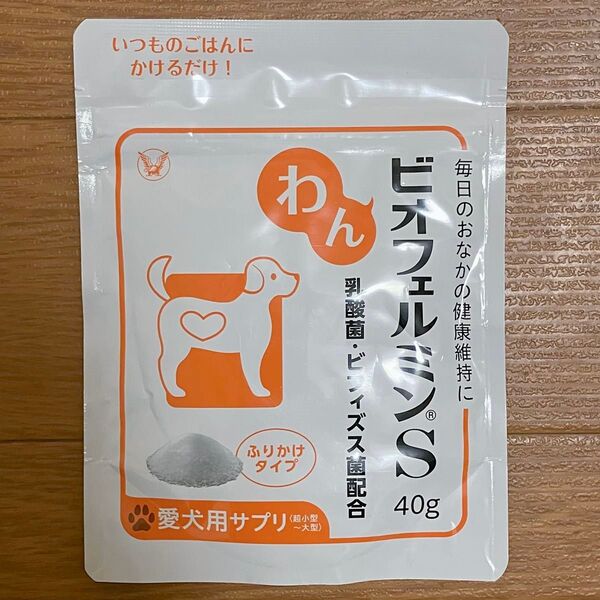 いつものごはんに
かけるだけ！
毎日のおなかの健康維持に
わん
ビオフェルミン®S
40g
乳酸菌・ビフィズス菌配合
ふりかけ
タイプ
愛犬用サプリ〈超小型
～大型〉